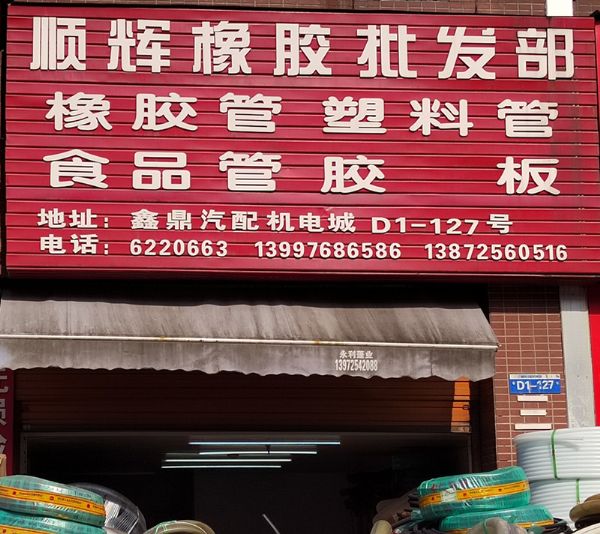 顺辉橡胶批发部
橡胶管 塑料管
食品管 胶 板
地址: 鑫鼎汽配机电城 D1-127号
电话: 6220663 13997686586 13872560516
永利蓬业
13972542088
D1-127